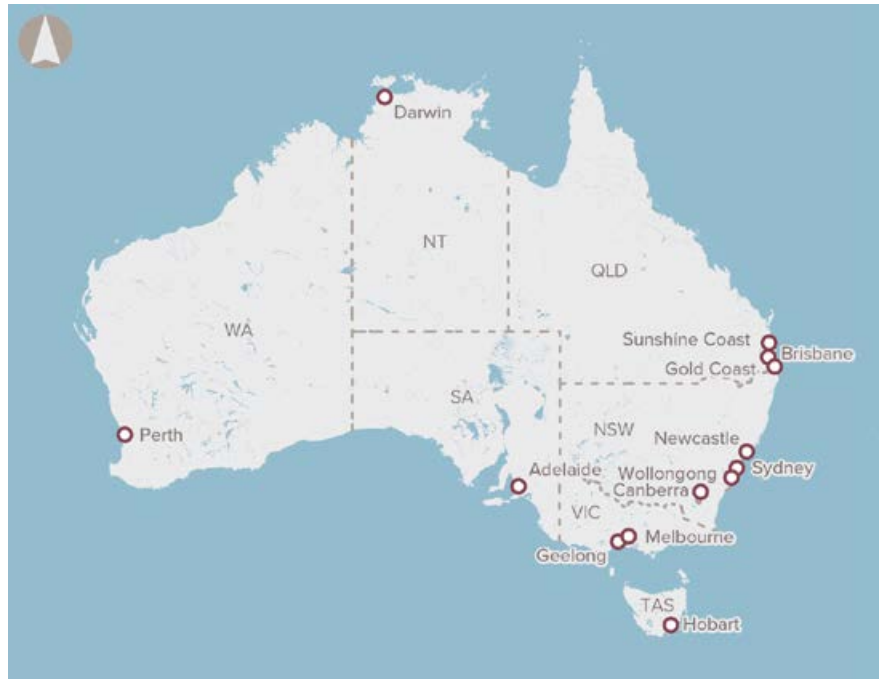 Darwin
NT
QLD
WA
Sunshine Coast
Brisbane
Gold Coast
SA
NSW
Newcastle
Perth
Adelaide
Wollongong
Sydney
Canberra
VIC
Melbourne
Geelong
TAS
Hobart